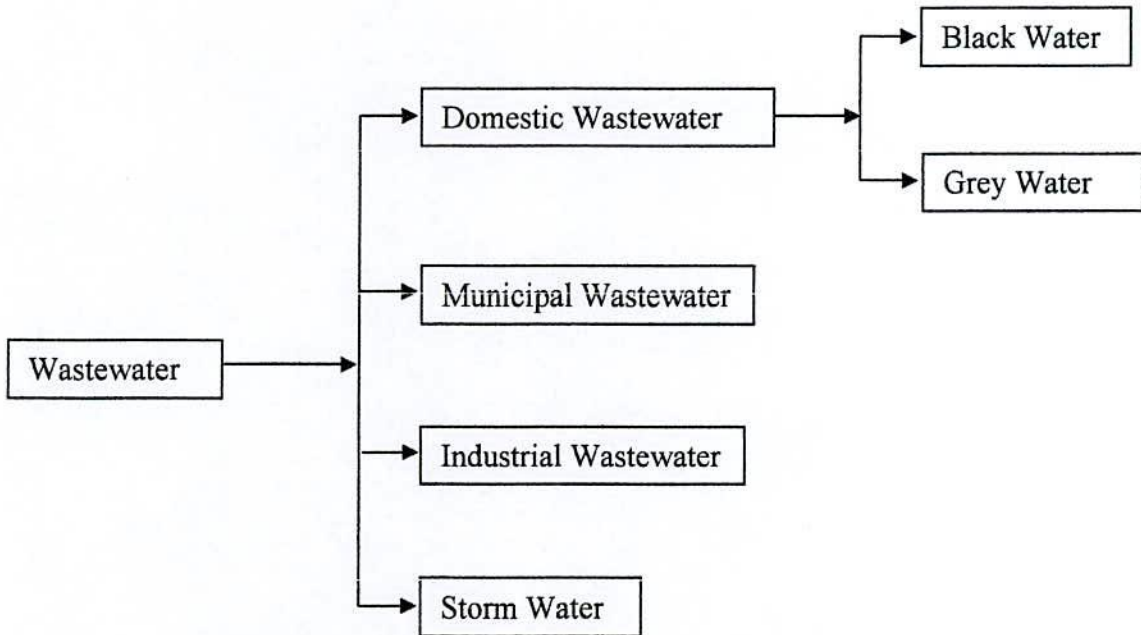 Black Water
Domestic Wastewater
Grey Water
Municipal Wastewater
Wastewater
Industrial Wastewater
Storm Water